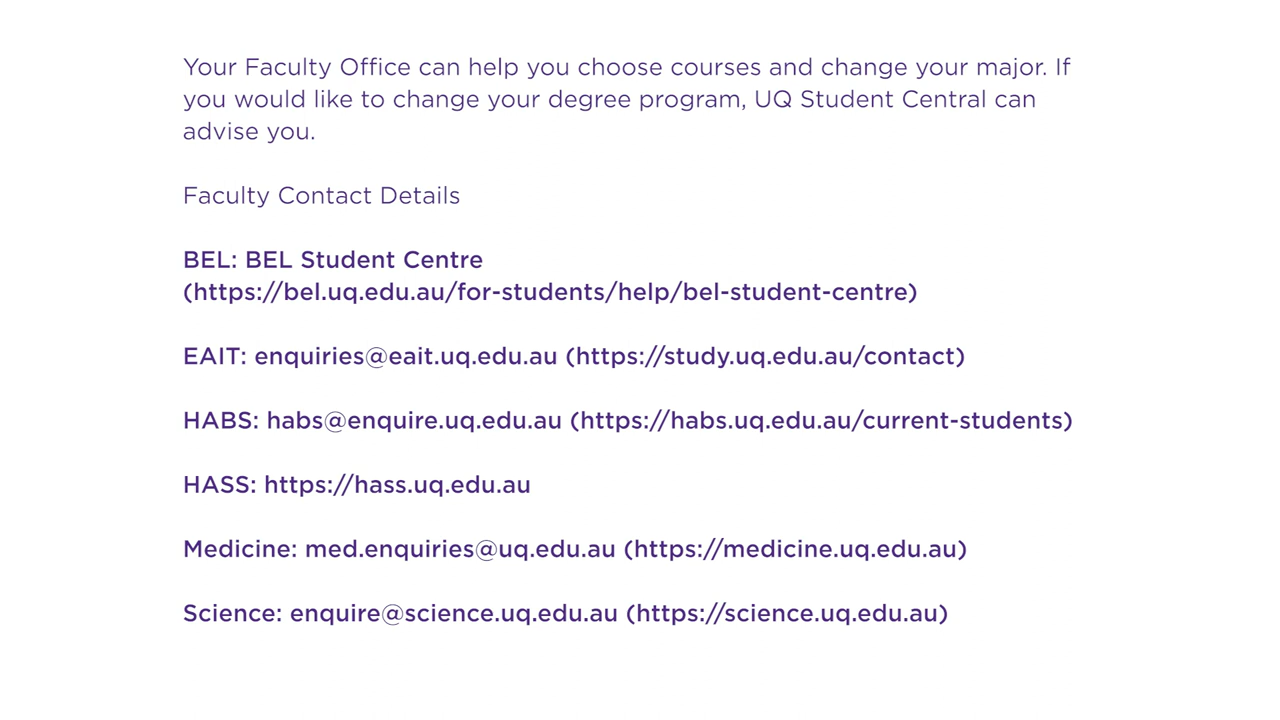 Your Faculty Office can help you choose courses and change your major. If
you would like to change your degree program, UQ Student Central can
advise you.
Faculty Contact Details
BEL: BEL Student Centre
(https://bel.uq.edu.au/for-students/help/bel-student-centre)
EAIT: enquiries@eait.uq.edu.au (https://study.uq.edu.au/contact)
HABS: habs@enquire.uq.edu.au (https://habs.uq.edu.au/current-students)
HASS: https://hass.uq.edu.au
Medicine: med.enquiries@uq.edu.au (https://medicine.uq.edu.au)
Science: enquire@science.uq.edu.au (https://science.uq.edu.au)